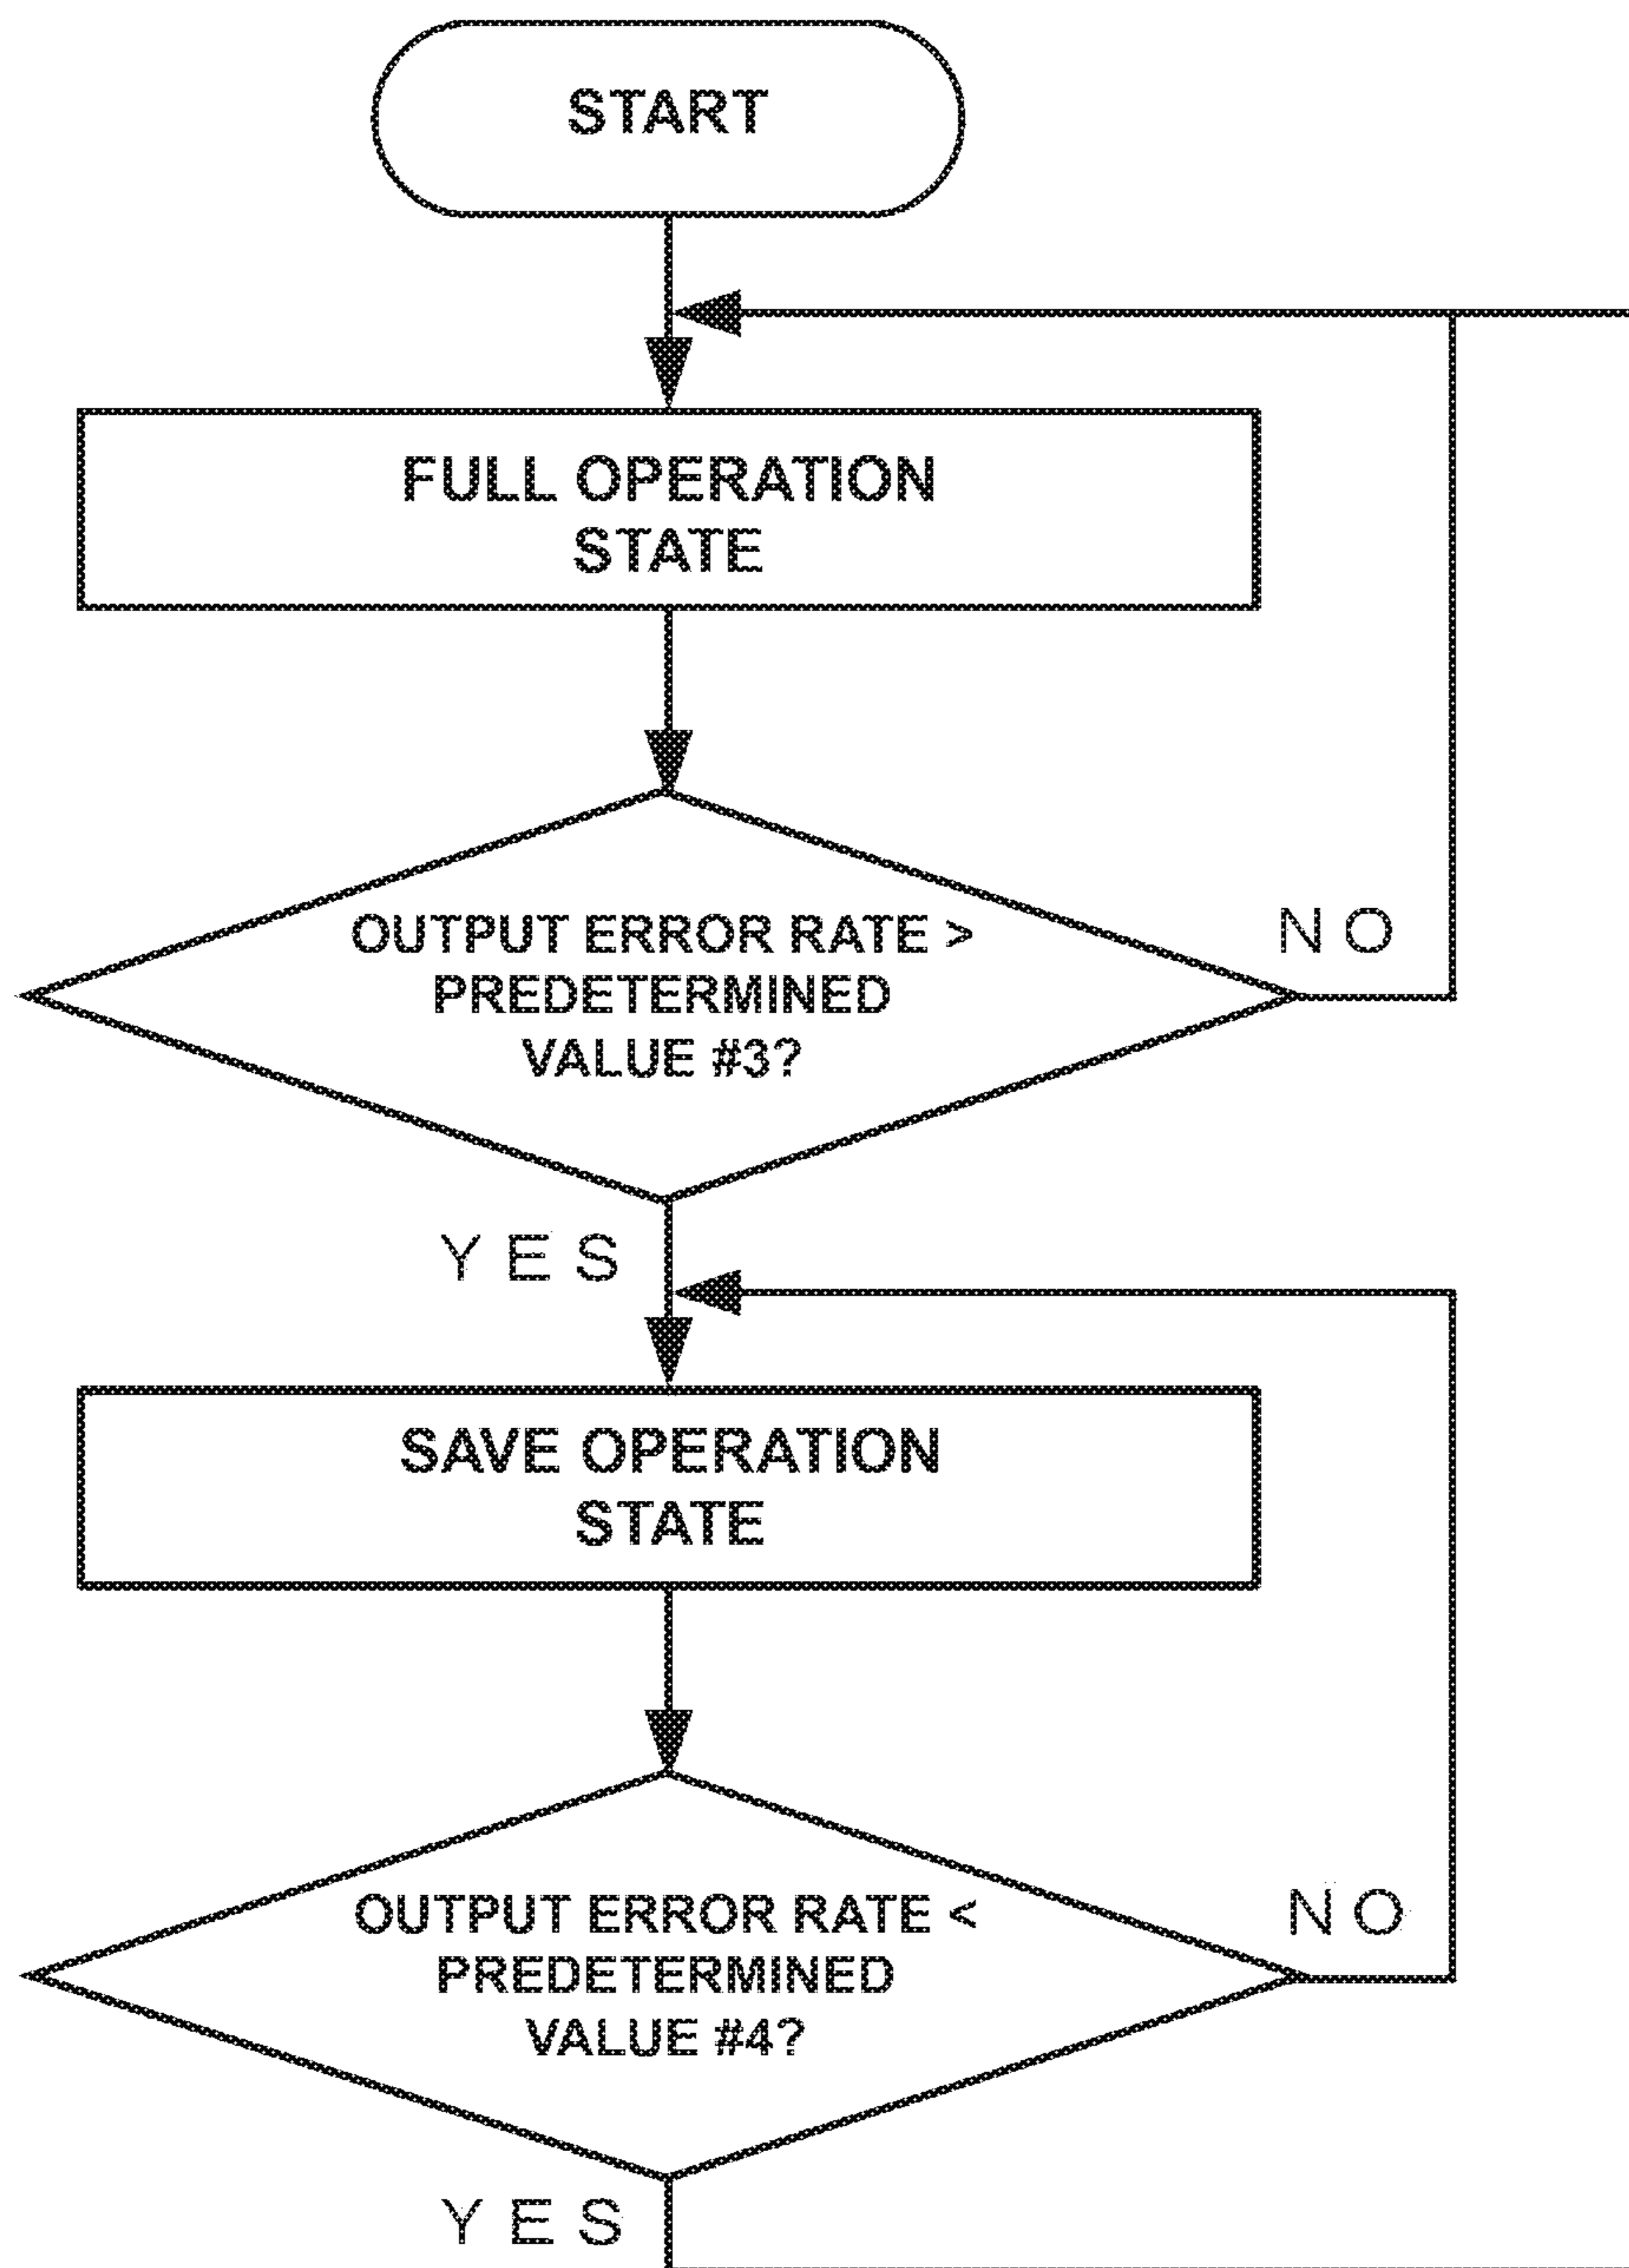 START
FULL OPERATION
STATE
OUTPUT ERROR RATE >
PREDETERMINED
VALUE #3?
NO
YES
SAVE OPERATION
STATE
OUTPUT ERROR RATE <
PREDETERMINED
VALUE #4?
NO
YES